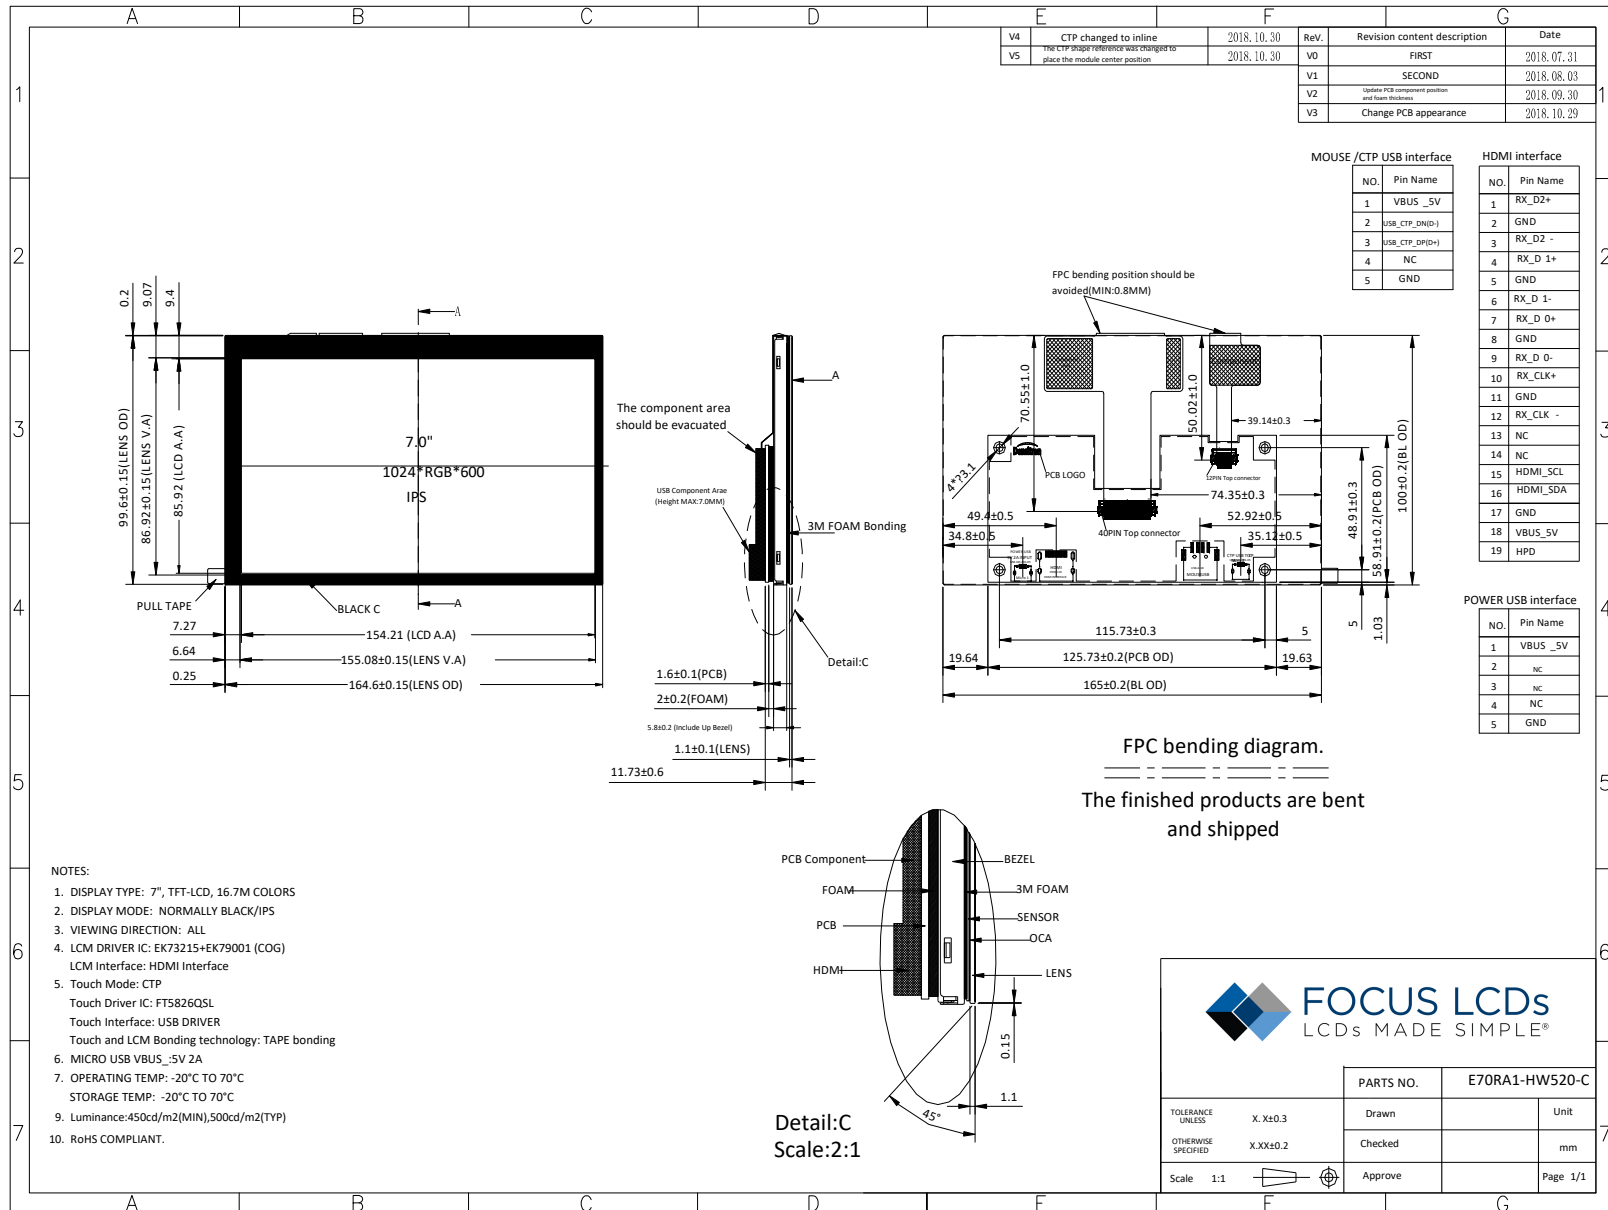 A B C D E F G
V4 CTP changed to inline 2018.10.30
V5 The CTP shape reference was changed to place the module center position 2018.10.30
ReV. Revision content description Date
V0 FIRST 2018.07.31
V1 SECOND 2018.08.03
V2 Update PCB component position and foam thickness 2018.09.30
V3 Change PCB appearance 2018.10.29
1 1
2 2
3 3
4 4
5 5
6 6
7 7
MOUSE /CTP USB interface
NO. Pin Name
1 VBUS _5V
2 USB_CTP_DN(D-)
3 USB_CTP_DP(D+)
4 NC
5 GND
HDMI interface
NO. Pin Name
1 RX_D2+
2 GND
3 RX_D2 -
4 RX_D 1+
5 GND
6 RX_D 1-
7 RX_D 0+
8 GND
9 RX_D 0-
10 RX_CLK+
11 GND
12 RX_CLK -
13 NC
14 NC
15 HDMI_SCL
16 HDMI_SDA
17 GND
18 VBUS_5V
19 HPD
POWER USB interface
NO. Pin Name
1 VBUS _5V
2 NC
3 NC
4 NC
5 GND
0.2
9.07
9.4
A
99.6±0.15(LENS OD)
86.92±0.15(LENS V.A)
85.92 (LCD A.A)
7.0"
1024*RGB*600
IPS
PULL TAPE
BLACK C
A
7.27
154.21 (LCD A.A)
6.64
155.08±0.15(LENS V.A)
0.25
164.6±0.15(LENS OD)
The component area
should be evacuated
A
USB Component Arae
(Height MAX:7.0MM)
3M FOAM Bonding
Detail:C
1.6±0.1(PCB)
2±0.2(FOAM)
5.8±0.2 (Include Up Bezel)
1.1±0.1(LENS)
11.73±0.6
FPC bending position should be
avoided(MIN:0.8MM)
70.55±1.0
50.02±1.0
39.14±0.3
4*?3.1
PCB LOGO
12PIN Top connector
74.35±0.3
40PIN Top connector
49.4±0.5
52.92±0.5
34.8±0.5
35.12±0.5
HDMI
48.91±0.3
58.91±0.2(PCB OD)
100±0.2(BL OD)
5
1.03
115.73±0.3
5
19.64
125.73±0.2(PCB OD)
19.63
165±0.2(BL OD)
FPC bending diagram.
The finished products are bent
and shipped
PCB Component
FOAM
PCB
HDMI
BEZEL
3M FOAM
SENSOR
OCA
LENS
0.15
1.1
45°
Detail:C
Scale:2:1
NOTES:
1. DISPLAY TYPE: 7", TFT-LCD, 16.7M COLORS
2. DISPLAY MODE: NORMALLY BLACK/IPS
3. VIEWING DIRECTION: ALL
4. LCM DRIVER IC: EK73215+EK79001 (COG)
LCM Interface: HDMI Interface
5. Touch Mode: CTP
Touch Driver IC: FT5826QSL
Touch Interface: USB DRIVER
Touch and LCM Bonding technology: TAPE bonding
6. MICRO USB VBUS_:5V 2A
7. OPERATING TEMP: -20°C TO 70°C
STORAGE TEMP: -20°C TO 70°C
9. Luminance:450cd/m2(MIN),500cd/m2(TYP)
10. RoHS COMPLIANT.
FOCUS LCDs
LCDs MADE SIMPLE®
PARTS NO. E70RA1-HW520-C
TOLERANCE UNLESS X. X±0.3 Drawn Unit
OTHERWISE SPECIFIED X.XX±0.2 Checked mm
Scale 1:1 Approve Page 1/1
A B C D E F G